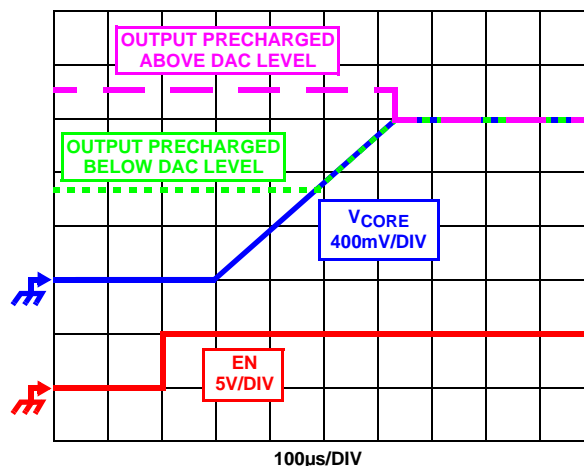 OUTPUT PRECHARGED
ABOVE DAC LEVEL
OUTPUT PRECHARGED
BELOW DAC LEVEL
VCORE
400mV/DIV
EN
5V/DIV
100µs/DIV